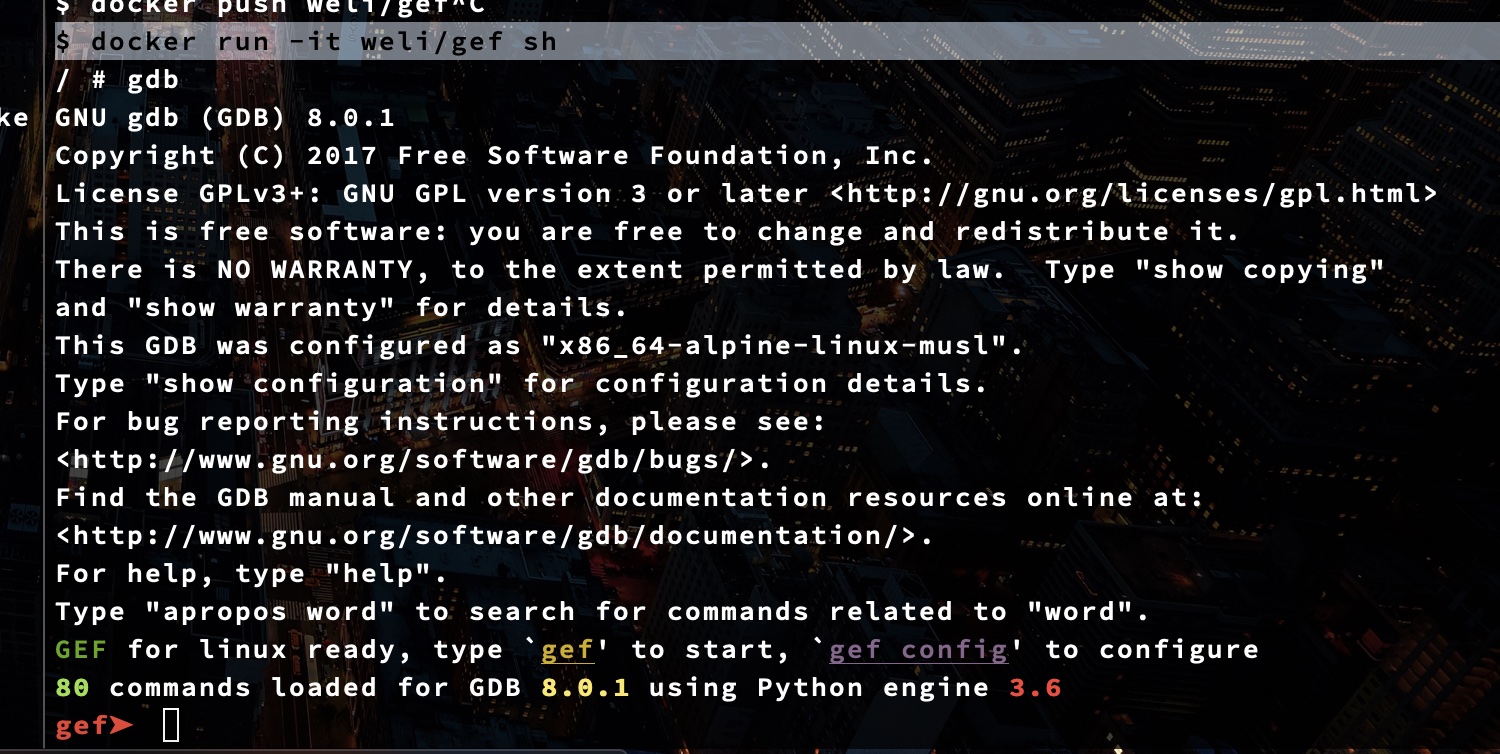 $ docker push weli/gef^C
$ docker run -it weli/gef sh
/ # gdb
ke GNU gdb (GDB) 8.0.1
Copyright (C) 2017 Free Software Foundation, Inc.
License GPLv3+: GNU GPL version 3 or later <http://gnu.org/licenses/gpl.html>
This is free software: you are free to change and redistribute it.
There is NO WARRANTY, to the extent permitted by law.  Type "show copying"
and "show warranty" for details.
This GDB was configured as "x86_64-alpine-linux-musl".
Type "show configuration" for configuration details.
For bug reporting instructions, please see:
<http://www.gnu.org/software/gdb/bugs/>.
Find the GDB manual and other documentation resources online at:
<http://www.gnu.org/software/gdb/documentation/>.
For help, type "help".
Type "apropos word" to search for commands related to "word".
GEF for linux ready, type `gef' to start, `gef config' to configure
80 commands loaded for GDB 8.0.1 using Python engine 3.6
gef➤